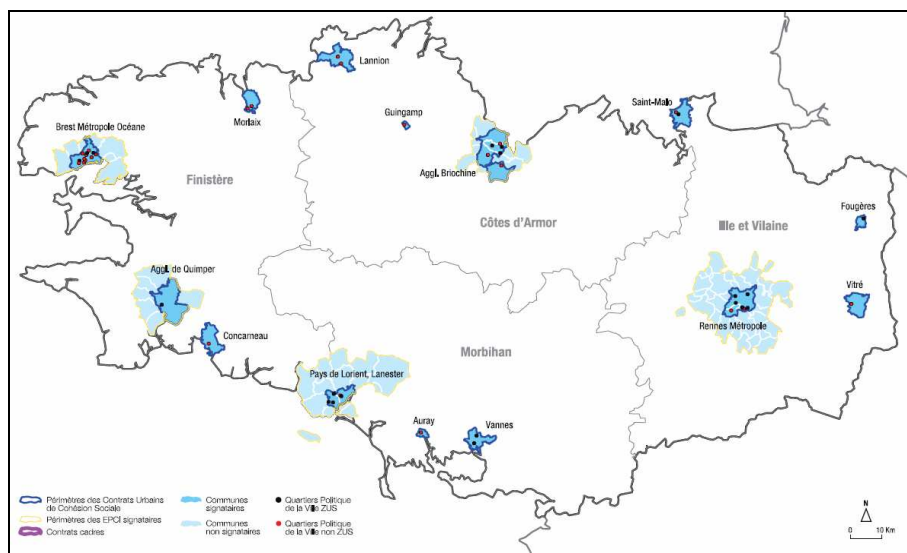 Lannion
Morlaix
Guingamp
Saint-Malo
Brest Métropole Océane
Finistère
Aggl. Briochine
Côtes d'Armor
Ille et Vilaine
Fougères
Aggl. de Quimper
Vitré
Rennes Métropole
Concarneau
Morbihan
Pays de Lorient, Lanester
Auray
Vannes
Périmètres des Contrats Urbains
de Cohésion Sociale
Périmètres des EPCI signataires
Contrats cadres
Communes
signataires
Communes
non signataires
Quartiers Politique
de la Ville ZUS
Quartiers Politique
de la Ville non ZUS
N
10 Km